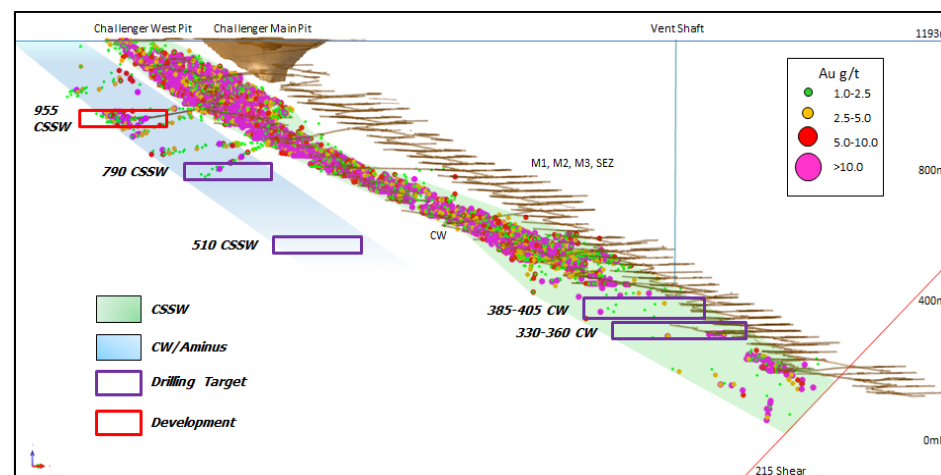 Challenger West Pit
Challenger Main Pit
Vent Shaft
1193m
Au g/t
1.0-2.5
2.5-5.0
5.0-10.0
>10.0
955
CSSW
M1, M2, M3, SEZ
790 CSSW
800m
CW
510 CSSW
385-405 CW
400m
330-360 CW
CSSW
CW/Aminus
Drilling Target
Development
0m
215 Shear